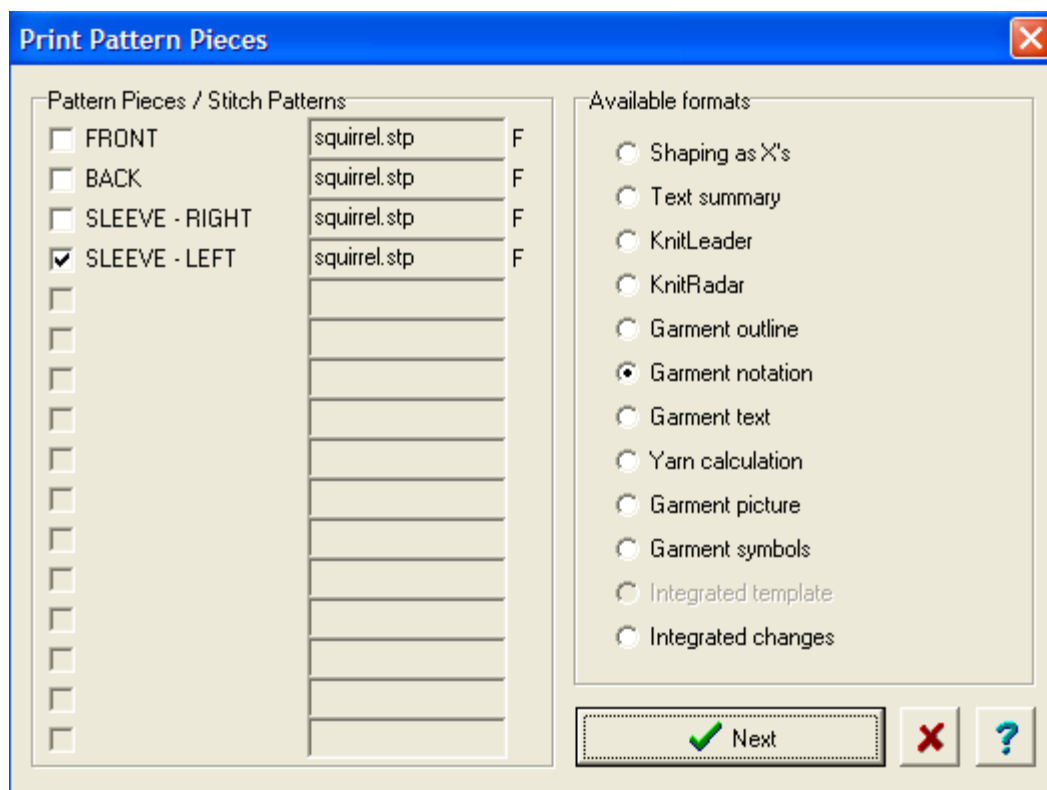 Print Pattern Pieces
Pattern Pieces / Stitch Patterns
FRONT squirrel.stp F
BACK squirrel.stp F
SLEEVE - RIGHT squirrel.stp F
SLEEVE - LEFT squirrel.stp F
Available formats
Shaping as X's
Text summary
KnitLeader
KnitRadar
Garment outline
Garment notation
Garment text
Yarn calculation
Garment picture
Garment symbols
Integrated template
Integrated changes
Next
?